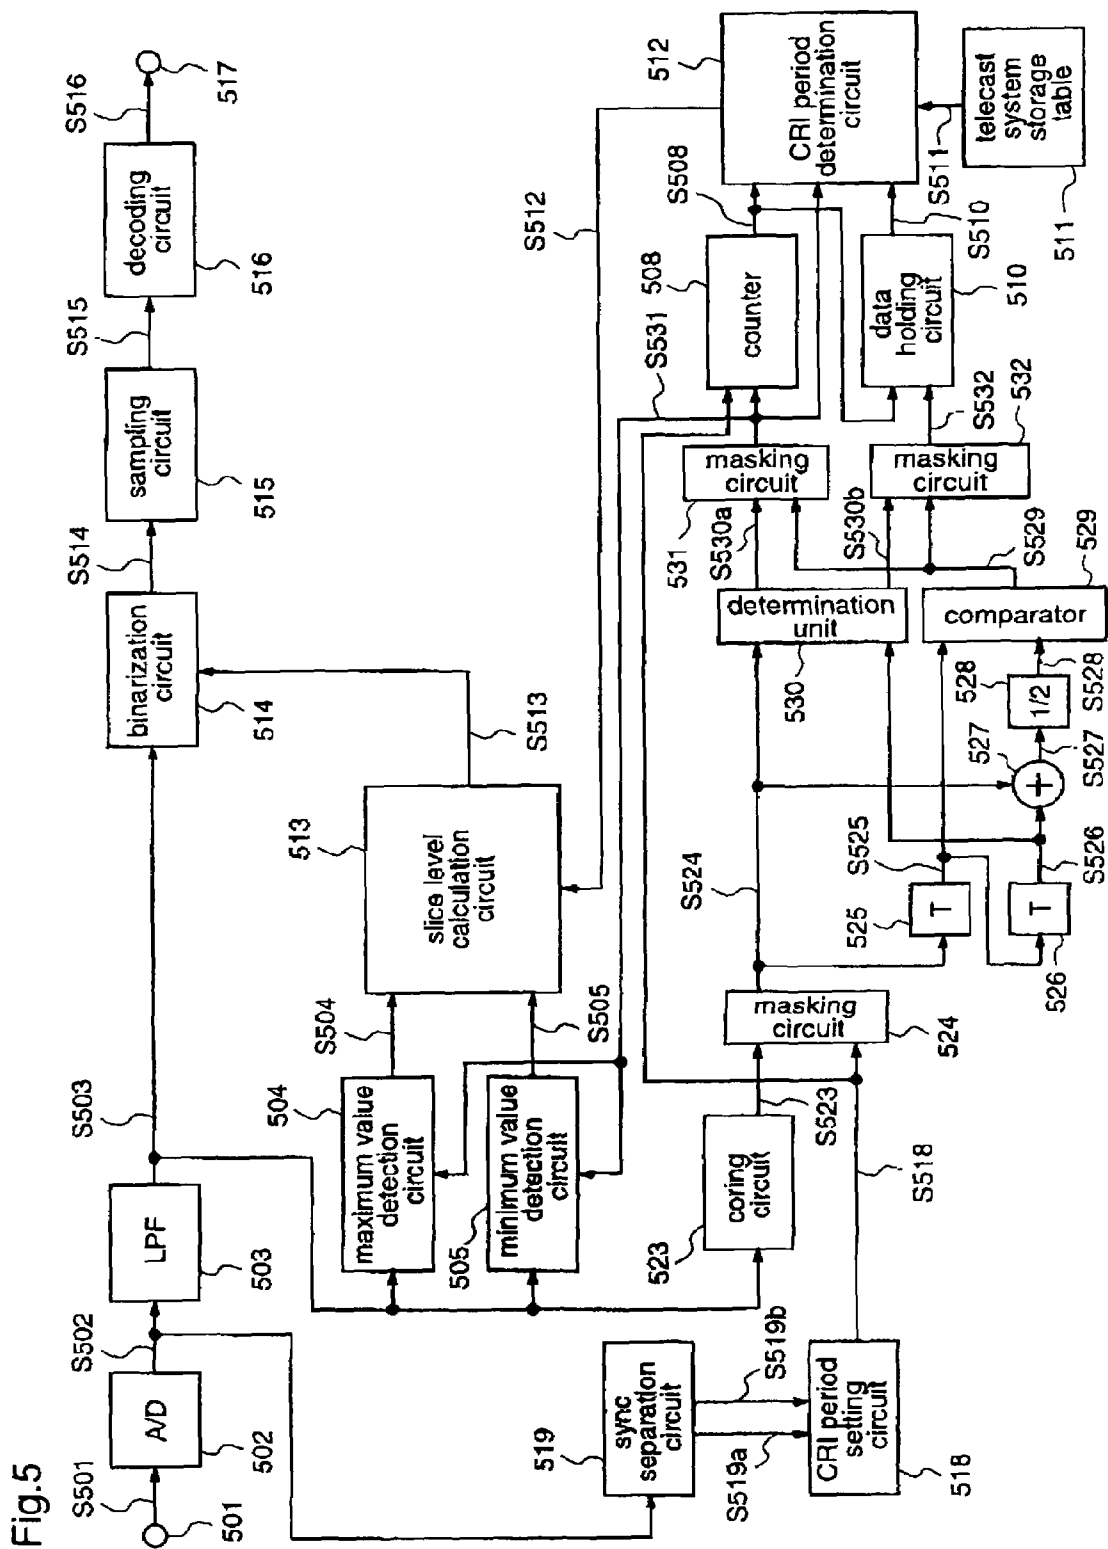 Fig.5
501
S501
A/D
502
S502
LPF
503
S503
binarization
circuit
514
S514
sampling
circuit
515
S515
decoding
circuit
516
S516
517
maximum value
detection
circuit
504
S504
minimum value
detection
circuit
505
S505
slice level
calculation
circuit
513
S513
S512
S531
sync
separation
circuit
519
S519a
S519b
CRI period
setting
circuit
518
S518
coring
circuit
523
S523
masking
circuit
524
S524
T
525
S525
T
526
S526
+
527
S527
1/2
528
S528
determination
unit
530
S530a
S530b
comparator
529
S529
masking
circuit
531
masking
circuit
532
S532
counter
508
S508
data
holding
circuit
510
S510
CRI period
determination
circuit
512
telecast
system
storage
table
511
S511